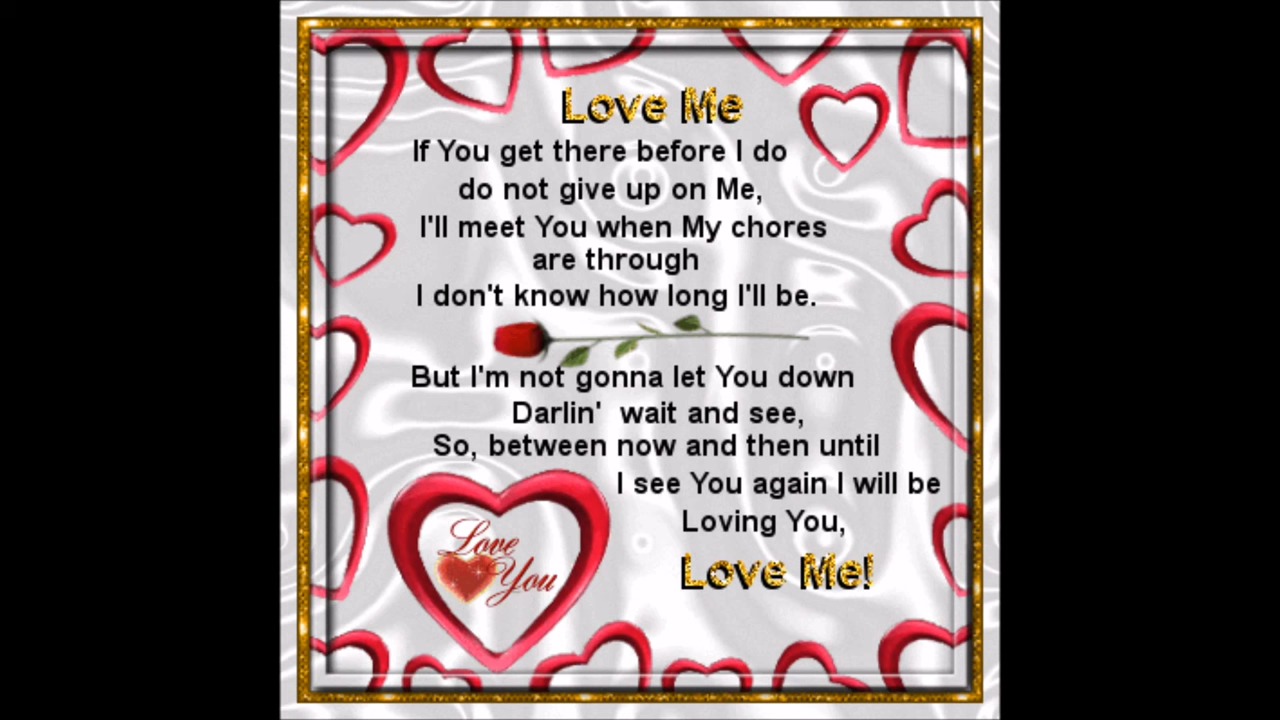 Love Me
If You get there before I do
do not give up on Me,
I'll meet You when My chores
are through
I don't know how long I'll be.
But I'm not gonna let You down
Darlin' wait and see,
So, between now and then until
I see You again I will be
Loving You,
Love Me!
Love
You